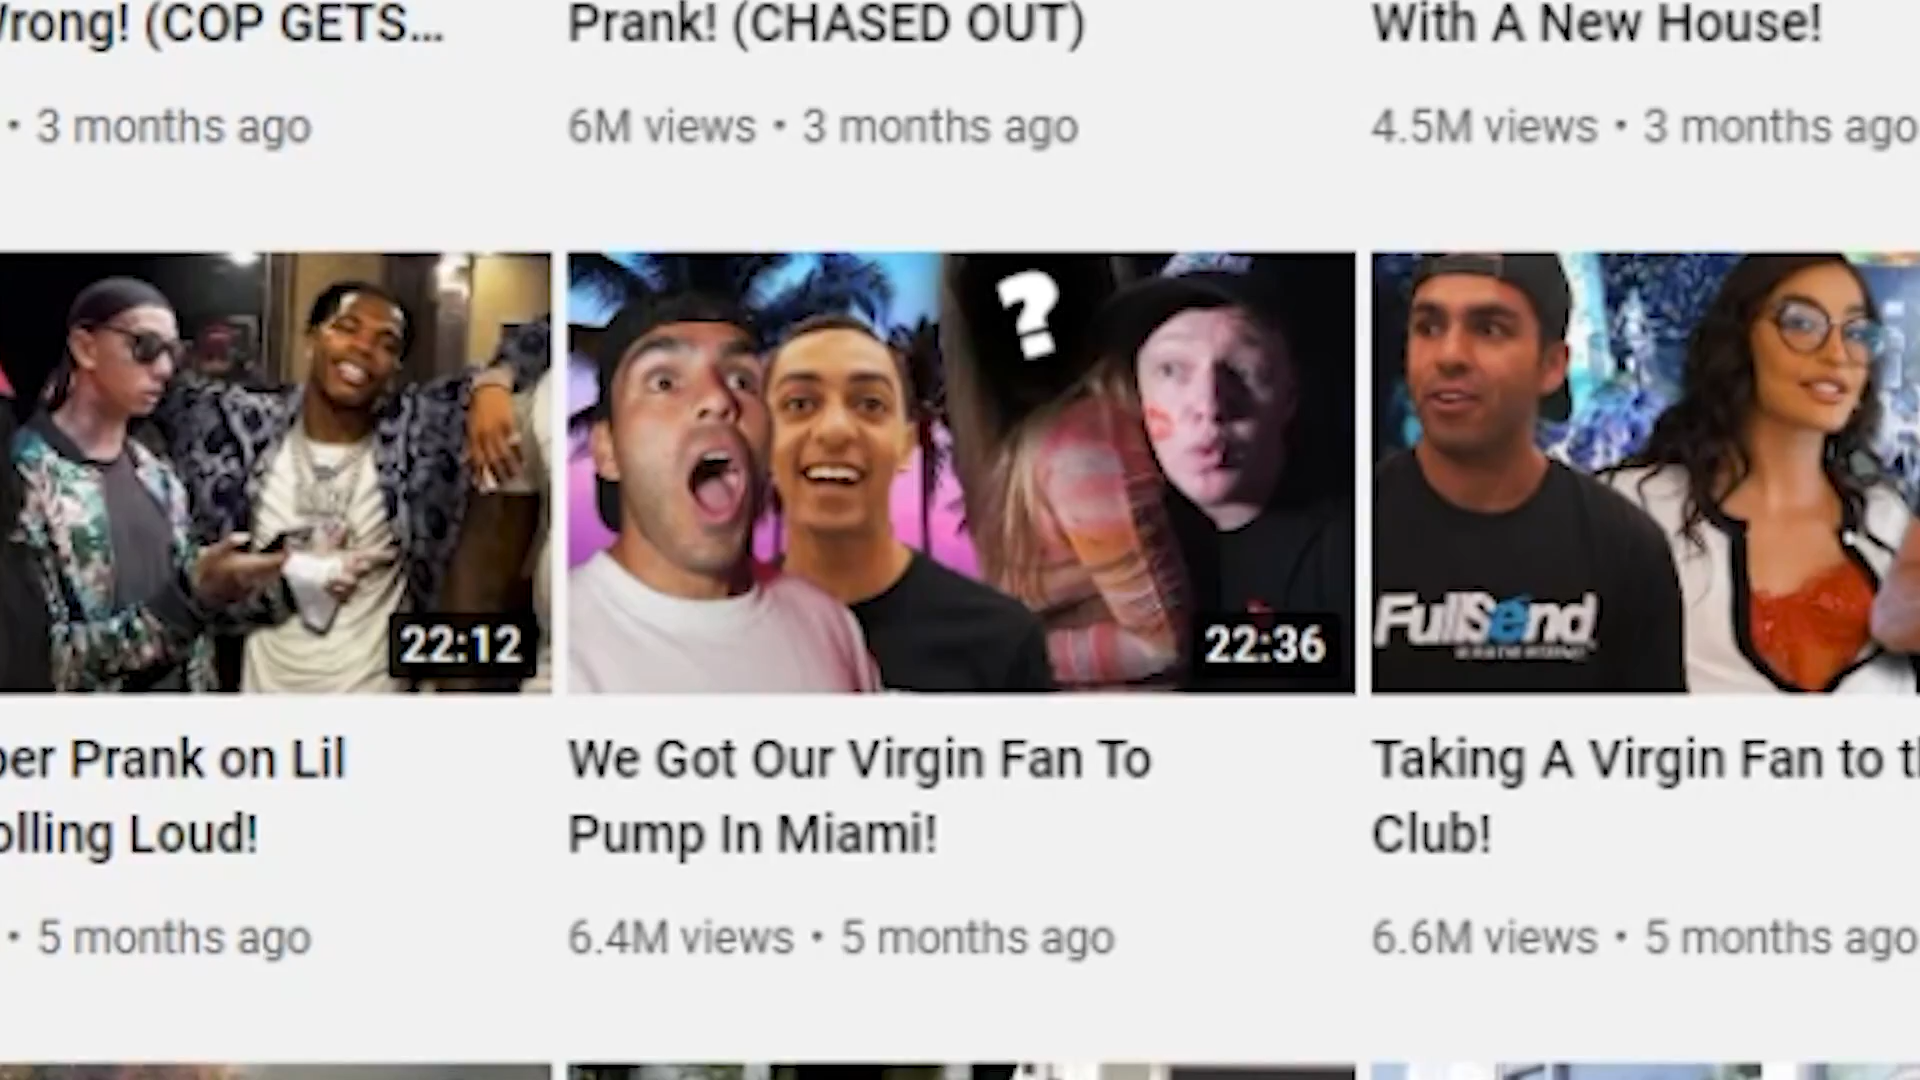 Wrong! (COP GETS...
Prank! (CHASED OUT)
With A New House!
• 3 months ago
6M views • 3 months ago
4.5M views • 3 months ago
?
FullSend
22:12
22:36
per Prank on Lil
olling Loud!
We Got Our Virgin Fan To
Pump In Miami!
Taking A Virgin Fan to th
Club!
• 5 months ago
6.4M views • 5 months ago
6.6M views • 5 months ago